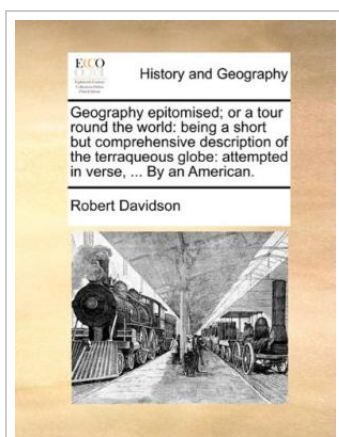 ECCO
History and Geography
Geography epitomised; or a tour
round the world: being a short
but comprehensive description of
the terraqueous globe: attempted
in verse, ... By an American.
Robert Davidson